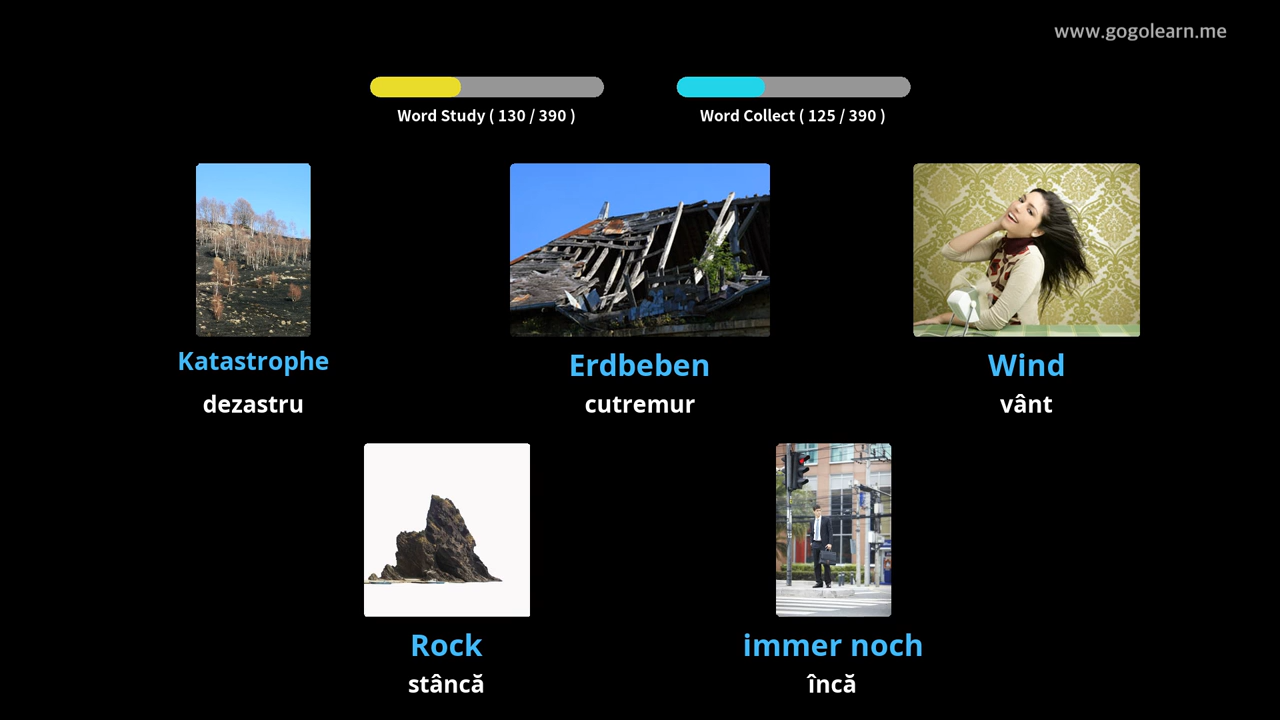 www.gogolearn.me
Word Study ( 130 / 390 )
Word Collect ( 125 / 390 )
Katastrophe
dezastru
Erdbeben
cutremur
Wind
vânt
Rock
stâncă
immer noch
încă